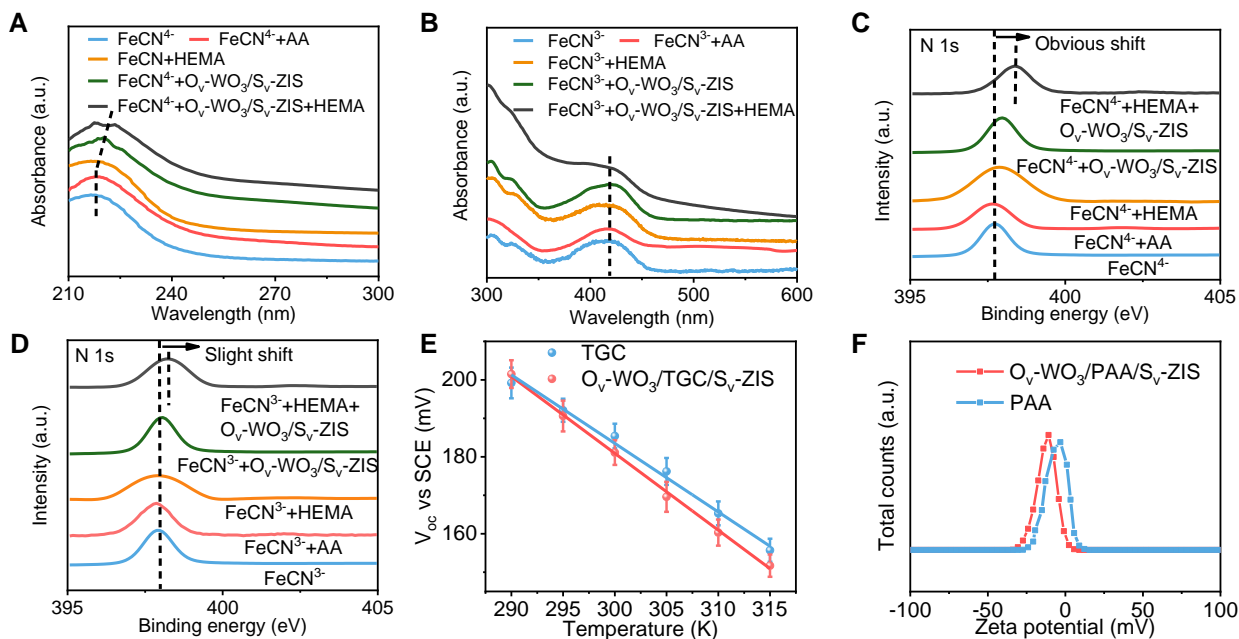 A
FeCN⁴⁻
FeCN⁴⁻+AA
FeCN+HEMA
FeCN⁴⁻+Oᵥ-WO₃/Sᵥ-ZIS
FeCN⁴⁻+Oᵥ-WO₃/Sᵥ-ZIS+HEMA
Absorbance (a.u.)
210 240 270 300
Wavelength (nm)
B
FeCN³⁻
FeCN³⁻+AA
FeCN³⁻+HEMA
FeCN³⁻+Oᵥ-WO₃/Sᵥ-ZIS
FeCN³⁻+Oᵥ-WO₃/Sᵥ-ZIS+HEMA
Absorbance (a.u.)
300 400 500 600
Wavelength (nm)
C
N 1s
Obvious shift
FeCN⁴⁻+HEMA+
Oᵥ-WO₃/Sᵥ-ZIS
FeCN⁴⁻+Oᵥ-WO₃/Sᵥ-ZIS
FeCN⁴⁻+HEMA
FeCN⁴⁻+AA
FeCN⁴⁻
Intensity (a.u.)
395 400 405
Binding energy (eV)
D
N 1s
Slight shift
FeCN³⁻+HEMA+
Oᵥ-WO₃/Sᵥ-ZIS
FeCN³⁻+Oᵥ-WO₃/Sᵥ-ZIS
FeCN³⁻+HEMA
FeCN³⁻+AA
FeCN³⁻
Intensity (a.u.)
395 400 405
Binding energy (eV)
E
TGC
Oᵥ-WO₃/TGC/Sᵥ-ZIS
Vₒc vs SCE (mV)
200
180
160
290 295 300 305 310 315
Temperature (K)
F
Oᵥ-WO₃/PAA/Sᵥ-ZIS
PAA
Total counts (a.u.)
-100 -50 0 50 100
Zeta potential (mV)